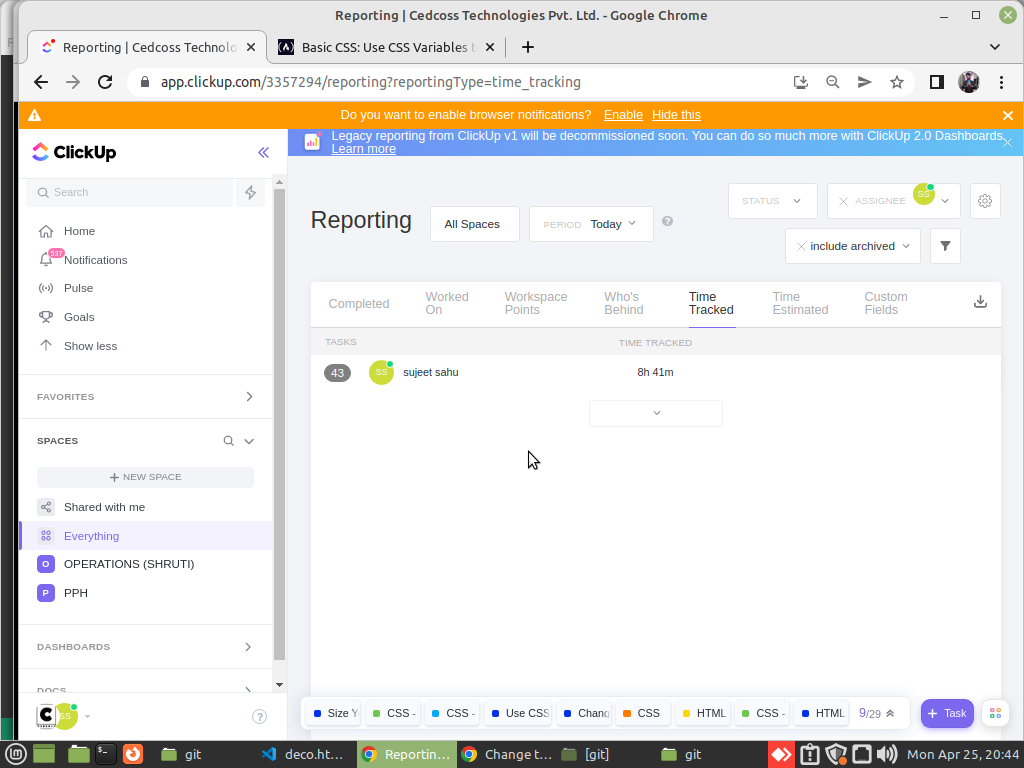 Reporting | Cedcoss Technologies Pvt. Ltd. - Google Chrome
Reporting | Cedcoss Technolo
Basic CSS: Use CSS Variables t
app.clickup.com/3357294/reporting?reportingType=time_tracking
Do you want to enable browser notifications? Enable Hide this
ClickUp
Legacy reporting from ClickUp v1 will be decommissioned soon. You can do so much more with ClickUp 2.0 Dashboards.
Learn more
Search
Home
537
Notifications
Pulse
Goals
Show less
FAVORITES
SPACES
+ NEW SPACE
Shared with me
Everything
O OPERATIONS (SHRUTI)
P PPH
DASHBOARDS
DOCS
C SS
?
Reporting
All Spaces
PERIOD Today
?
STATUS
ASSIGNEE SS
include archived
Completed
Worked On
Workspace Points
Who's Behind
Time Tracked
Time Estimated
Custom Fields
TASKS TIME TRACKED
43 SS sujeet sahu 8h 41m
Size Y
CSS -
CSS -
Use CSS
Chang
CSS
HTML
CSS -
HTML
9/29
+ Task
git
deco.ht...
Reportin...
Change t...
[git]
git
Mon Apr 25, 20:44